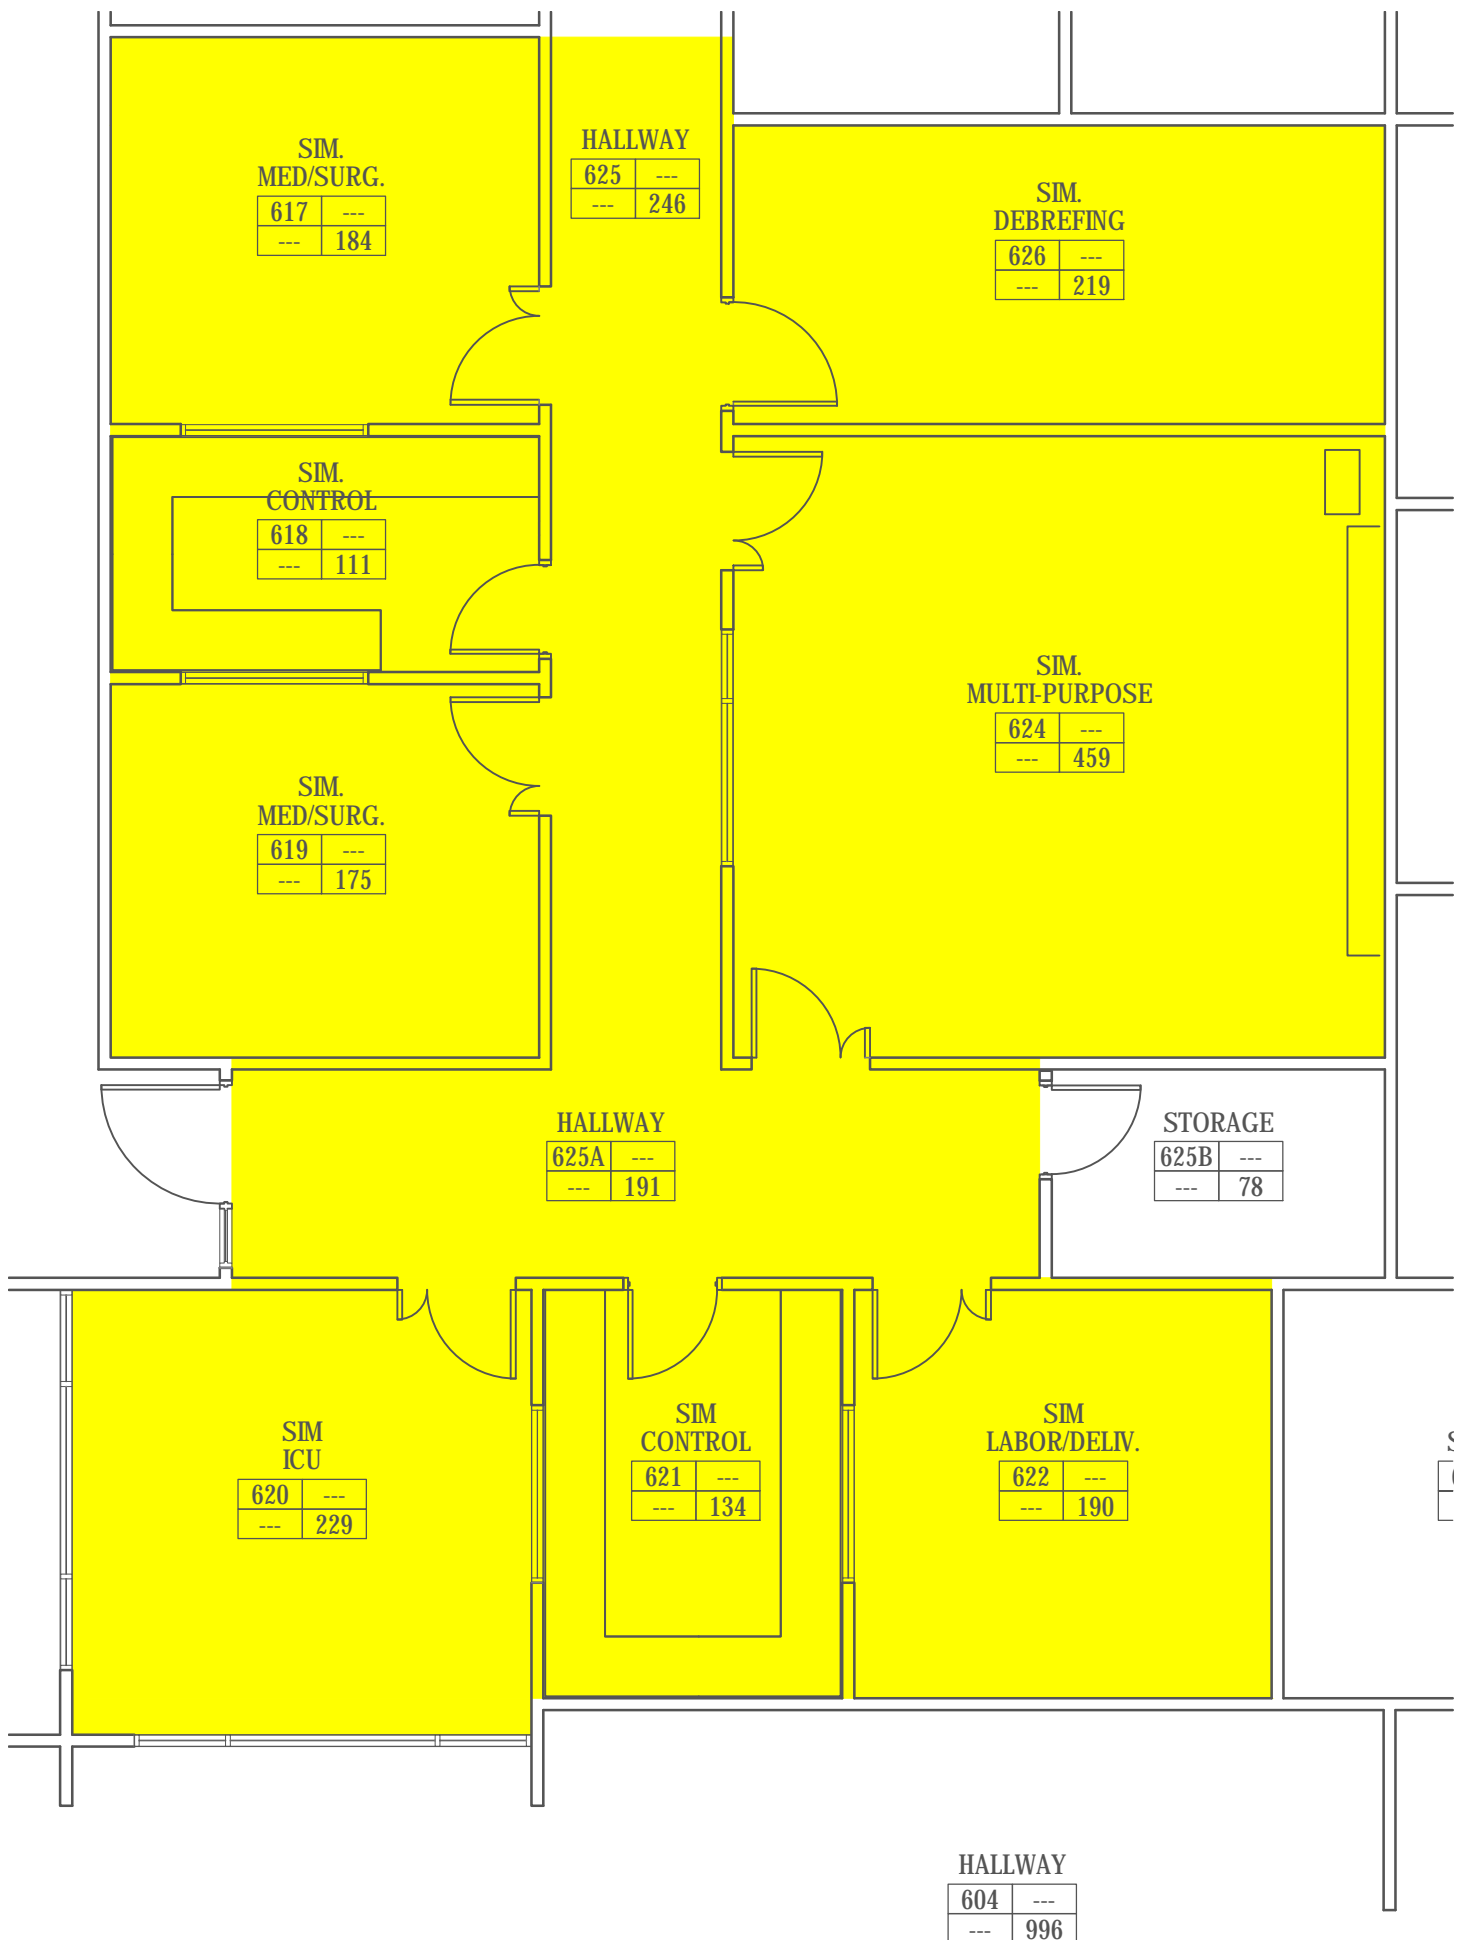 SIM.
MED/SURG.
617 ---
--- 184
HALLWAY
625 ---
--- 246
SIM.
DEBREFING
626 ---
--- 219
SIM.
CONTROL
618 ---
--- 111
SIM.
MULTI-PURPOSE
624 ---
--- 459
SIM.
MED/SURG.
619 ---
--- 175
HALLWAY
625A ---
--- 191
STORAGE
625B ---
--- 78
SIM
ICU
620 ---
--- 229
SIM
CONTROL
621 ---
--- 134
SIM
LABOR/DELIV.
622 ---
--- 190
HALLWAY
604 ---
--- 996